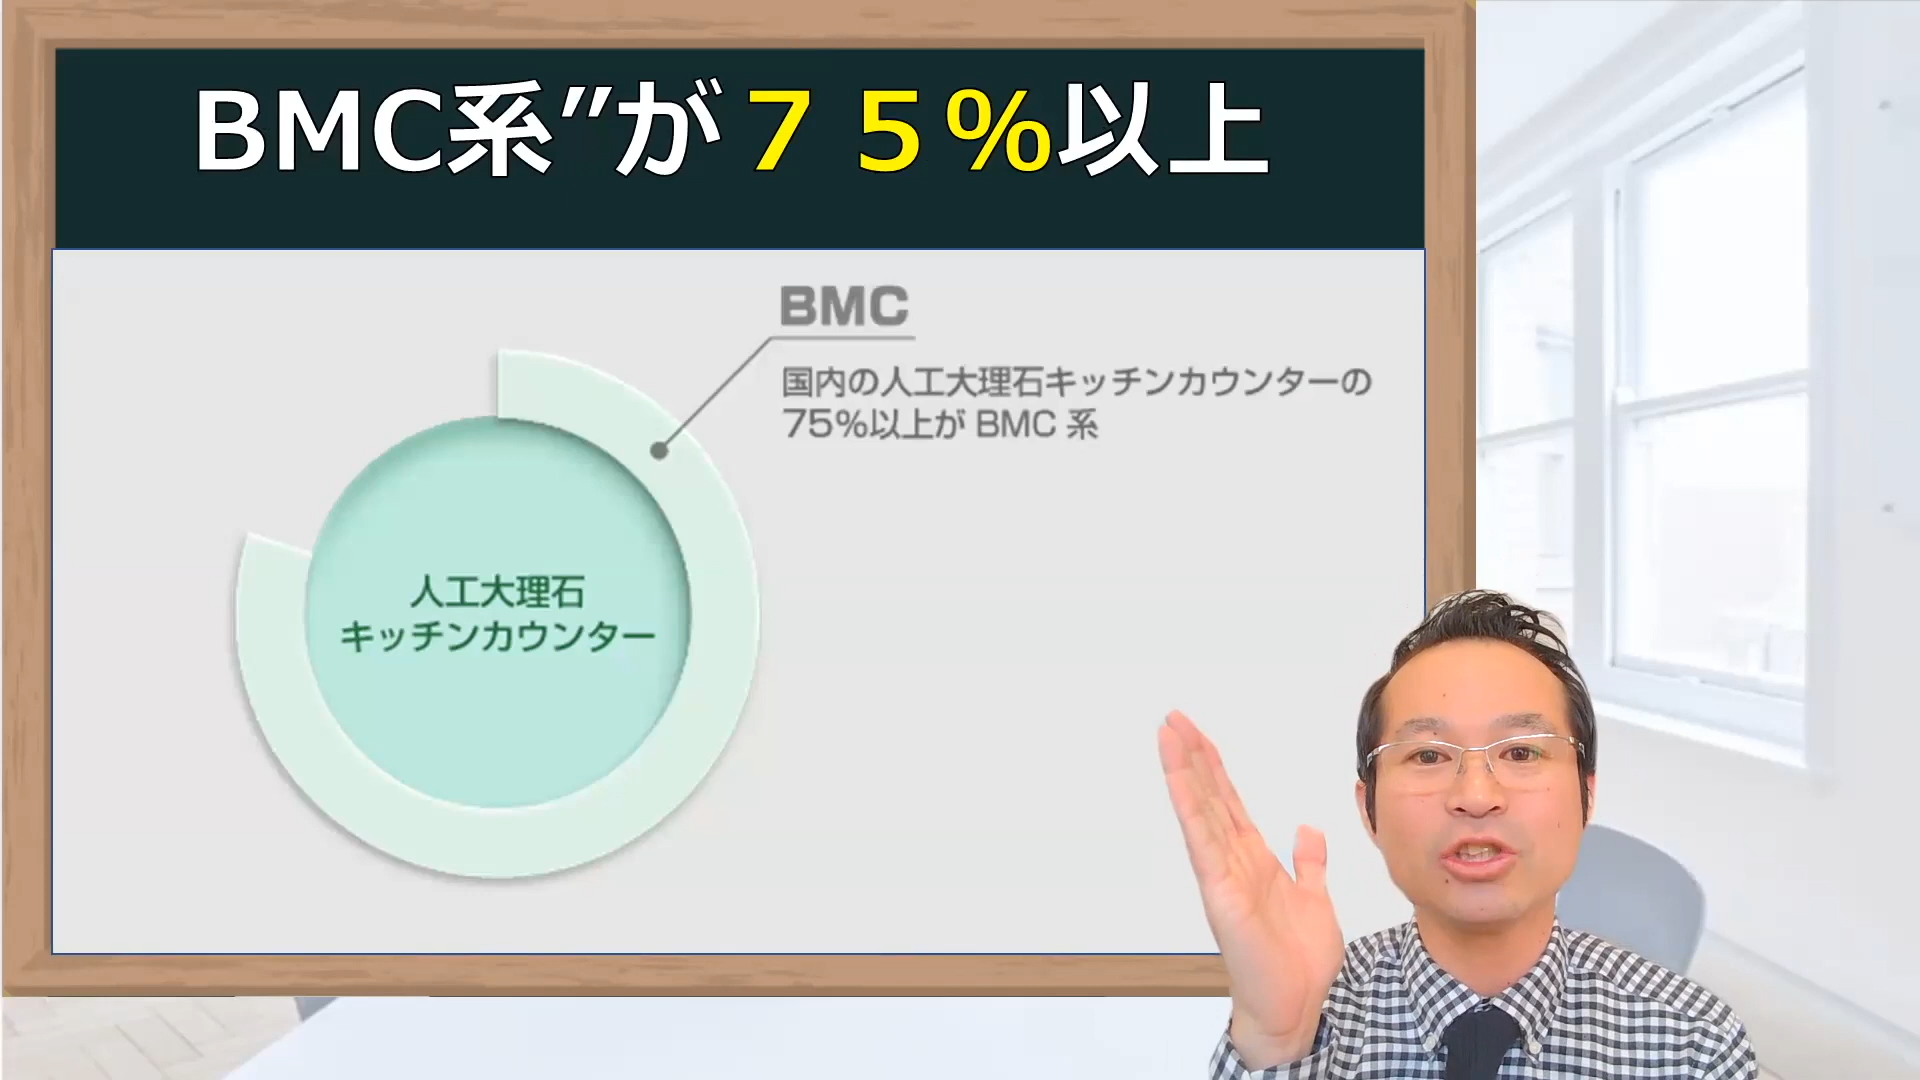 BMC系”が７５％以上
BMC
国内の人工大理石キッチンカウンターの
75%以上が BMC 系
人工大理石
キッチンカウンター